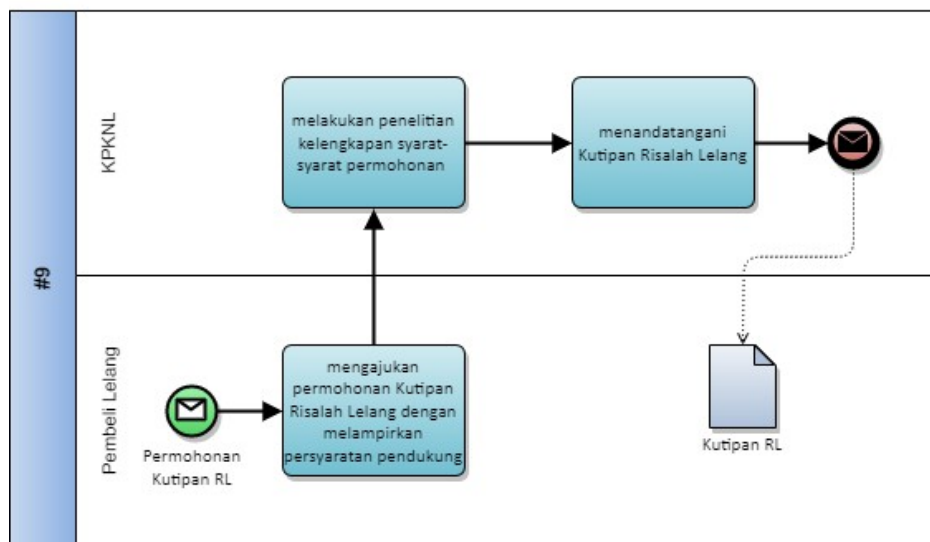 #9
KPKNL
melakukan penelitian
kelengkapan syarat-
syarat permohonan
menandatangani
Kutipan Risalah Lelang
Pembeli Lelang
Permohonan
Kutipan RL
mengajukan
permohonan Kutipan
Risalah Lelang dengan
melampirkan
persyaratan pendukung
Kutipan RL